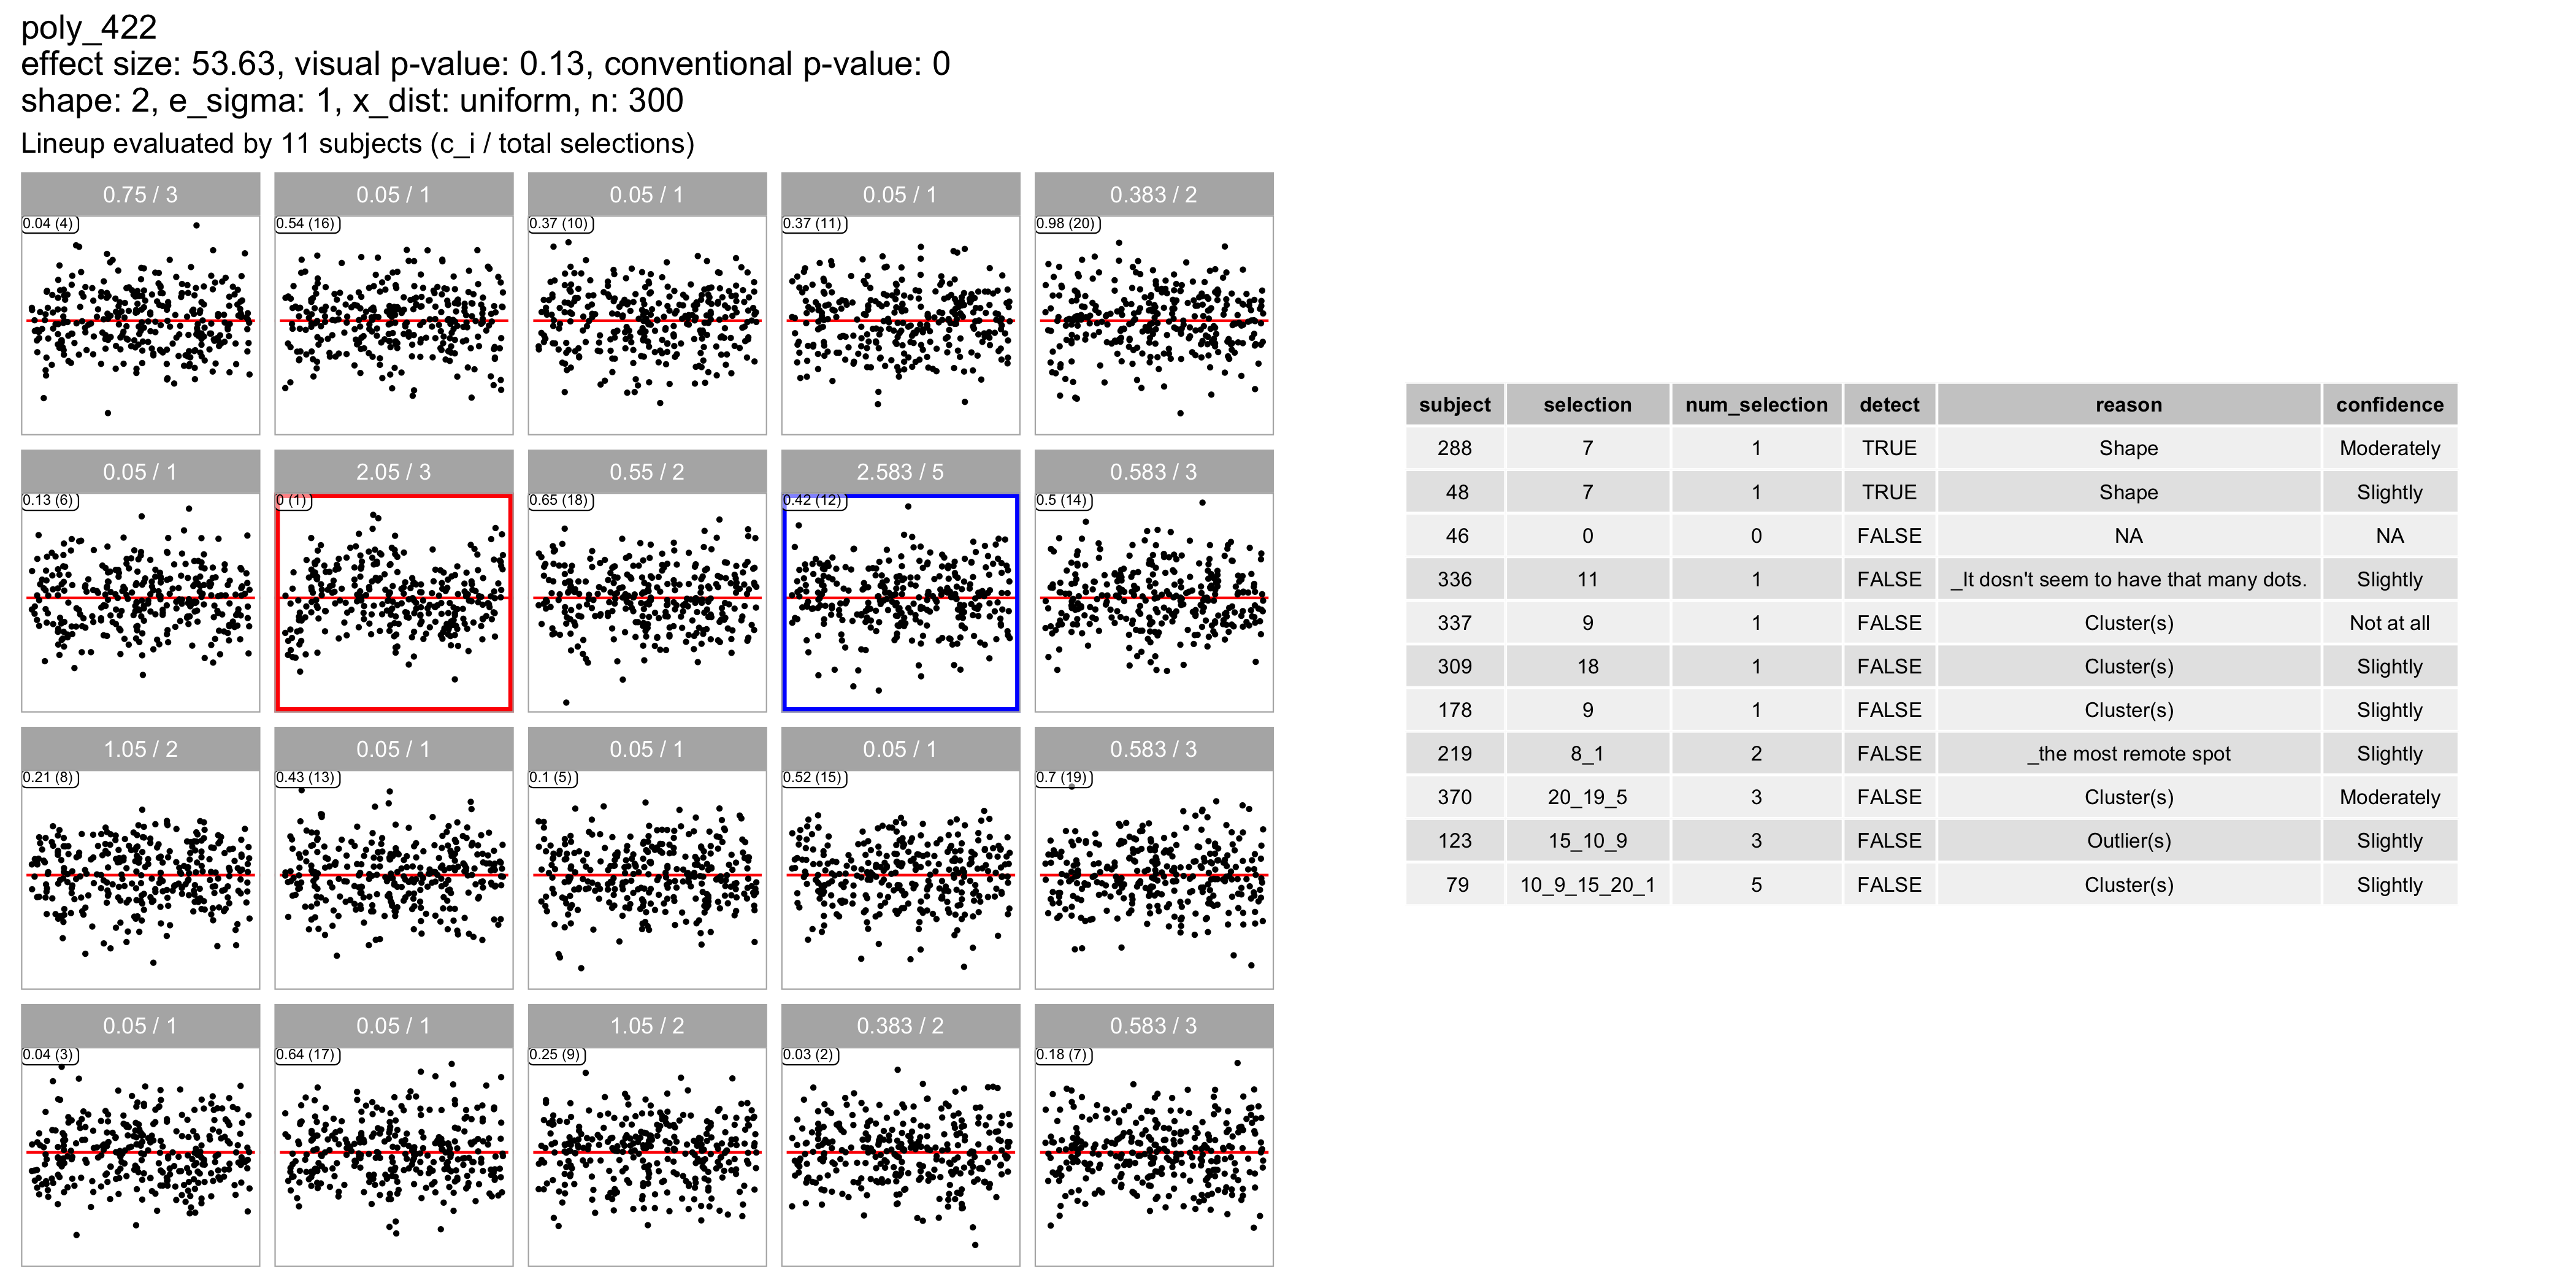 poly_422
effect size: 53.63, visual p-value: 0.13, conventional p-value: 0
shape: 2, e_sigma: 1, x_dist: uniform, n: 300
Lineup evaluated by 11 subjects (c_i / total selections)
0.75 / 3 0.05 / 1 0.05 / 1 0.05 / 1 0.383 / 2
0.04 (4) 0.54 (16) 0.37 (10) 0.37 (11) 0.98 (20)
0.05 / 1 2.05 / 3 0.55 / 2 2.583 / 5 0.583 / 3
0.13 (6) 0 (1) 0.65 (18) 0.42 (12) 0.5 (14)
1.05 / 2 0.05 / 1 0.05 / 1 0.05 / 1 0.583 / 3
0.21 (8) 0.43 (13) 0.1 (5) 0.52 (15) 0.7 (19)
0.05 / 1 0.05 / 1 1.05 / 2 0.383 / 2 0.583 / 3
0.04 (3) 0.64 (17) 0.25 (9) 0.03 (2) 0.18 (7)
subject selection num_selection detect reason confidence
288 7 1 TRUE Shape Moderately
48 7 1 TRUE Shape Slightly
46 0 0 FALSE NA NA
336 11 1 FALSE _It dosn't seem to have that many dots. Slightly
337 9 1 FALSE Cluster(s) Not at all
309 18 1 FALSE Cluster(s) Slightly
178 9 1 FALSE Cluster(s) Slightly
219 8_1 2 FALSE _the most remote spot Slightly
370 20_19_5 3 FALSE Cluster(s) Moderately
123 15_10_9 3 FALSE Outlier(s) Slightly
79 10_9_15_20_1 5 FALSE Cluster(s) Slightly